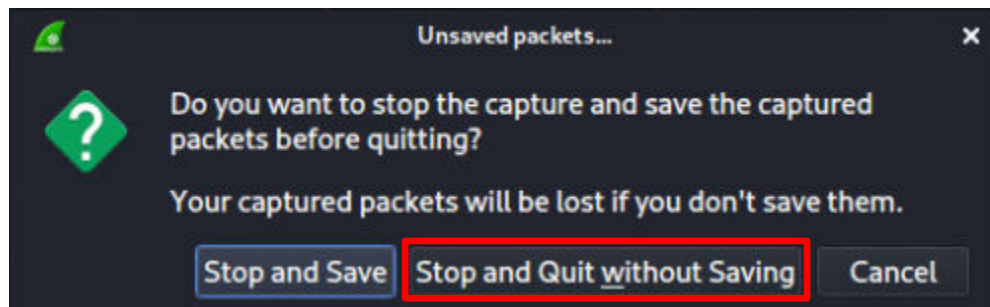 Unsaved packets...
Do you want to stop the capture and save the captured
packets before quitting?
Your captured packets will be lost if you don't save them.
Stop and Save Stop and Quit without Saving Cancel